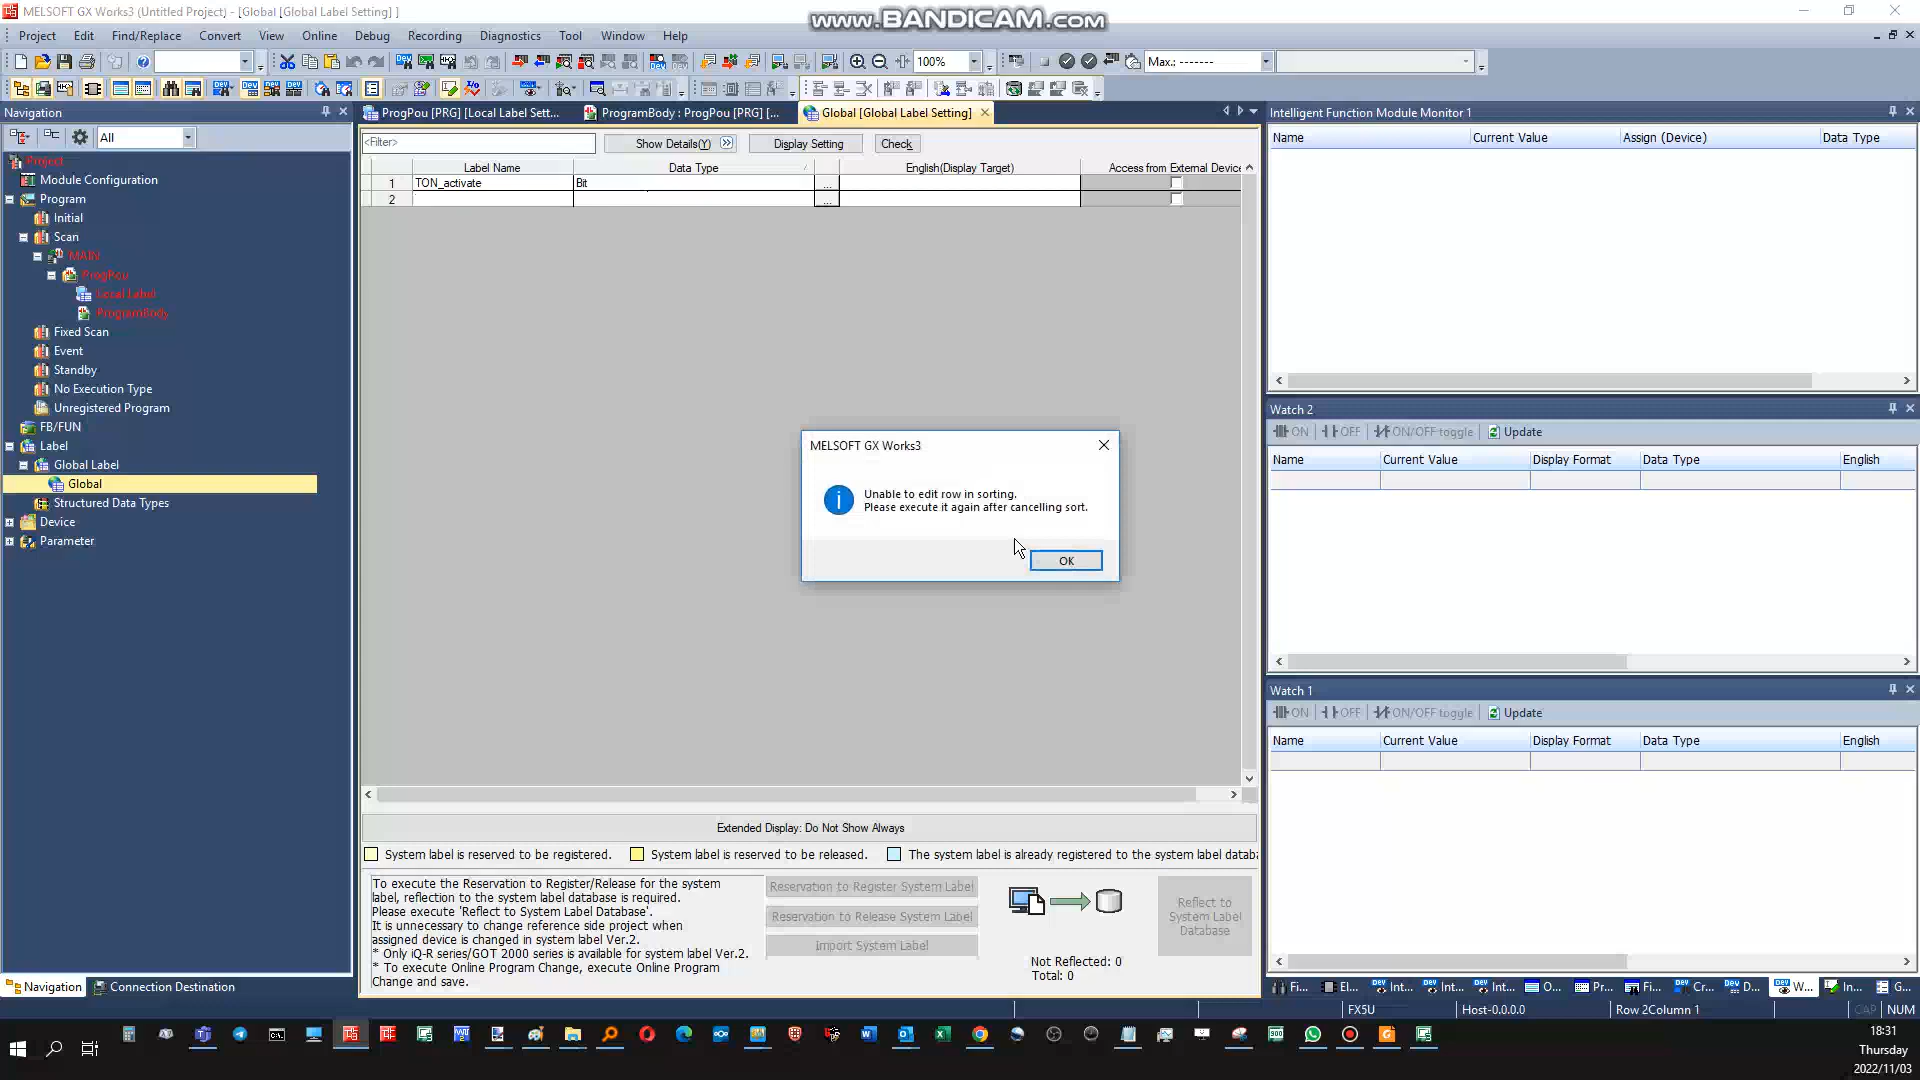 MELSOFT GX Works3 (Untitled Project) - [Global [Global Label Setting] ]
www.BANDICAM.com
Project Edit Find/Replace Convert View Online Debug Recording Diagnostics Tool Window Help
100%
Max.: -------
Navigation
ProgPou [PRG] [Local Label Sett...
ProgramBody : ProgPou [PRG] [...
Global [Global Label Setting]
Intelligent Function Module Monitor 1
All
<Filter>
Show Details(Y)
Display Setting
Check
Name Current Value Assign (Device) Data Type
Project
Module Configuration
Program
Initial
Scan
MAIN
ProgPou
Local Label
ProgramBody
Fixed Scan
Event
Standby
No Execution Type
Unregistered Program
FB/FUN
Label
Global Label
Global
Structured Data Types
Device
Parameter
Label Name Data Type English(Display Target) Access from External Device
1 TON_activate Bit ...
2 ...
MELSOFT GX Works3
Unable to edit row in sorting.
Please execute it again after cancelling sort.
OK
Watch 2
ON OFF ON/OFF toggle Update
Name Current Value Display Format Data Type English
Watch 1
ON OFF ON/OFF toggle Update
Name Current Value Display Format Data Type English
Extended Display: Do Not Show Always
System label is reserved to be registered.
System label is reserved to be released.
The system label is already registered to the system label databa
To execute the Reservation to Register/Release for the system
label, reflection to the system label database is required.
Please execute 'Reflect to System Label Database'.
It is unnecessary to change reference side project when
assigned device is changed in system label Ver.2.
* Only iQ-R series/GOT 2000 series is available for system label Ver.2.
* To execute Online Program Change, execute Online Program
Change and save.
Reservation to Register System Label
Reservation to Release System Label
Import System Label
Reflect to
System Label
Database
Not Reflected: 0
Total: 0
Navigation
Connection Destination
Fi... El... Int... Int... Int... O... Pr... Fi... Cr... D... W... In... G...
FX5U
Host-0.0.0.0
Row 2Column 1
CAP
NUM
18:31
Thursday
2022/11/03